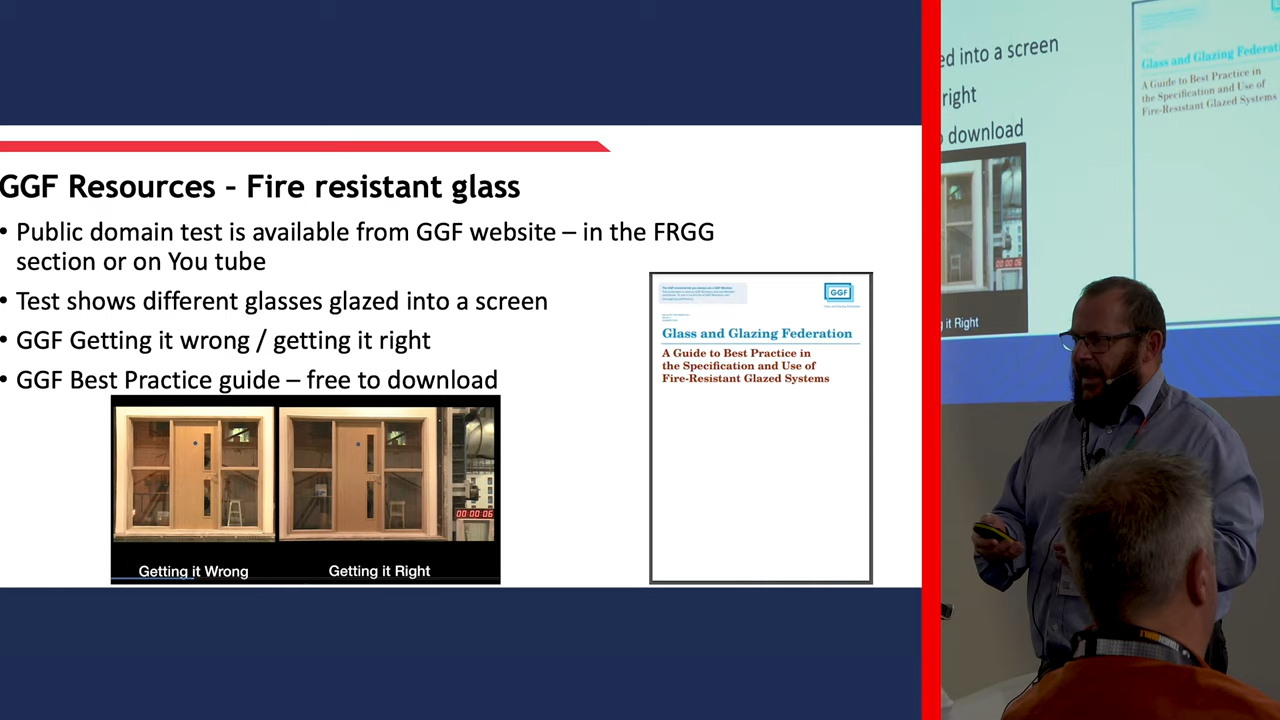 GGF Resources - Fire resistant glass
• Public domain test is available from GGF website – in the FRGG
section or on You tube
• Test shows different glasses glazed into a screen
• GGF Getting it wrong / getting it right
• GGF Best Practice guide – free to download
GGF
Glass and Glazing Federation
A Guide to Best Practice in
the Specification and Use of
Fire-Resistant Glazed Systems
00:00:06
Getting it Wrong
Getting it Right
ed into a screen
right
download
it Right
Glass and Glazing Federati
A Guide to Best Practice in
the Specification and Use of
Fire-Resistant Glazed Systems